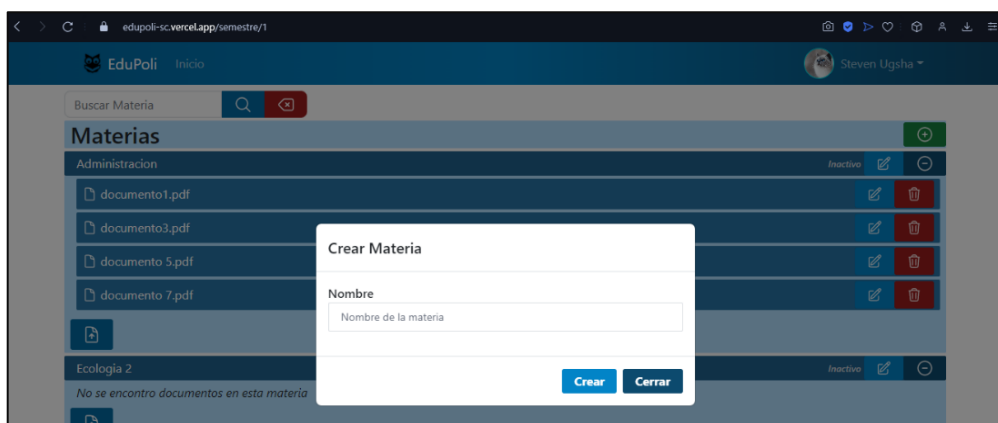 edupoli-sc.vercel.app/semestre/1
EduPoli Inicio Steven Ugsha
Buscar Materia
Materias
Administracion Inactivo
documento1.pdf
documento3.pdf
documento 5.pdf
documento 7.pdf
Crear Materia
Nombre
Nombre de la materia
Crear Cerrar
Ecologia 2 Inactivo
No se encontro documentos en esta materia